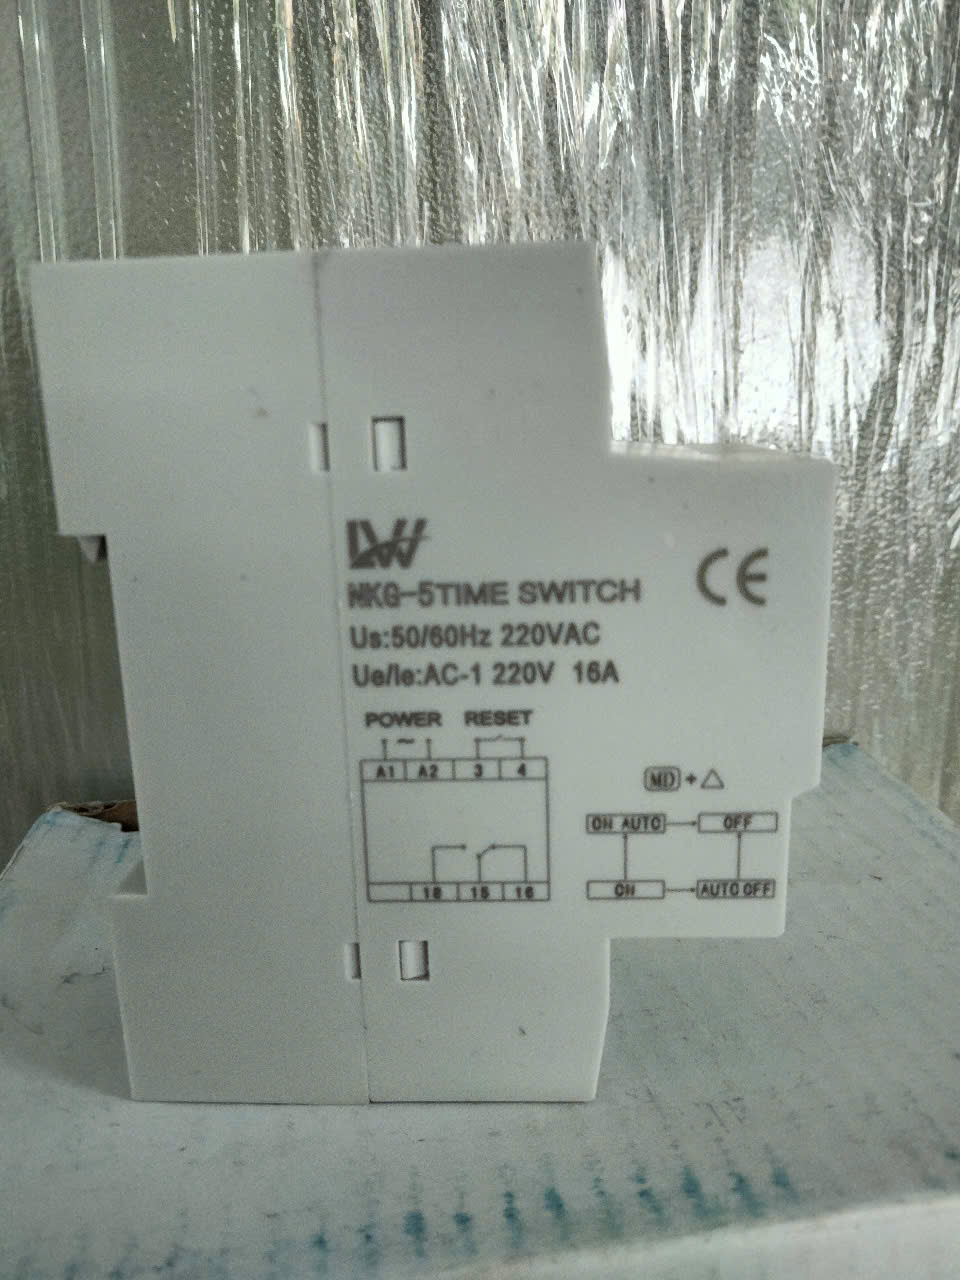 LW
CE
NKG-5TIME SWITCH
Us:50/60Hz 220VAC
Ue/Ie:AC-1 220V 16A
POWER RESET
~
A1 A2 3 4
18 15 16
MD + △
ON AUTO OFF
ON AUTO OFF